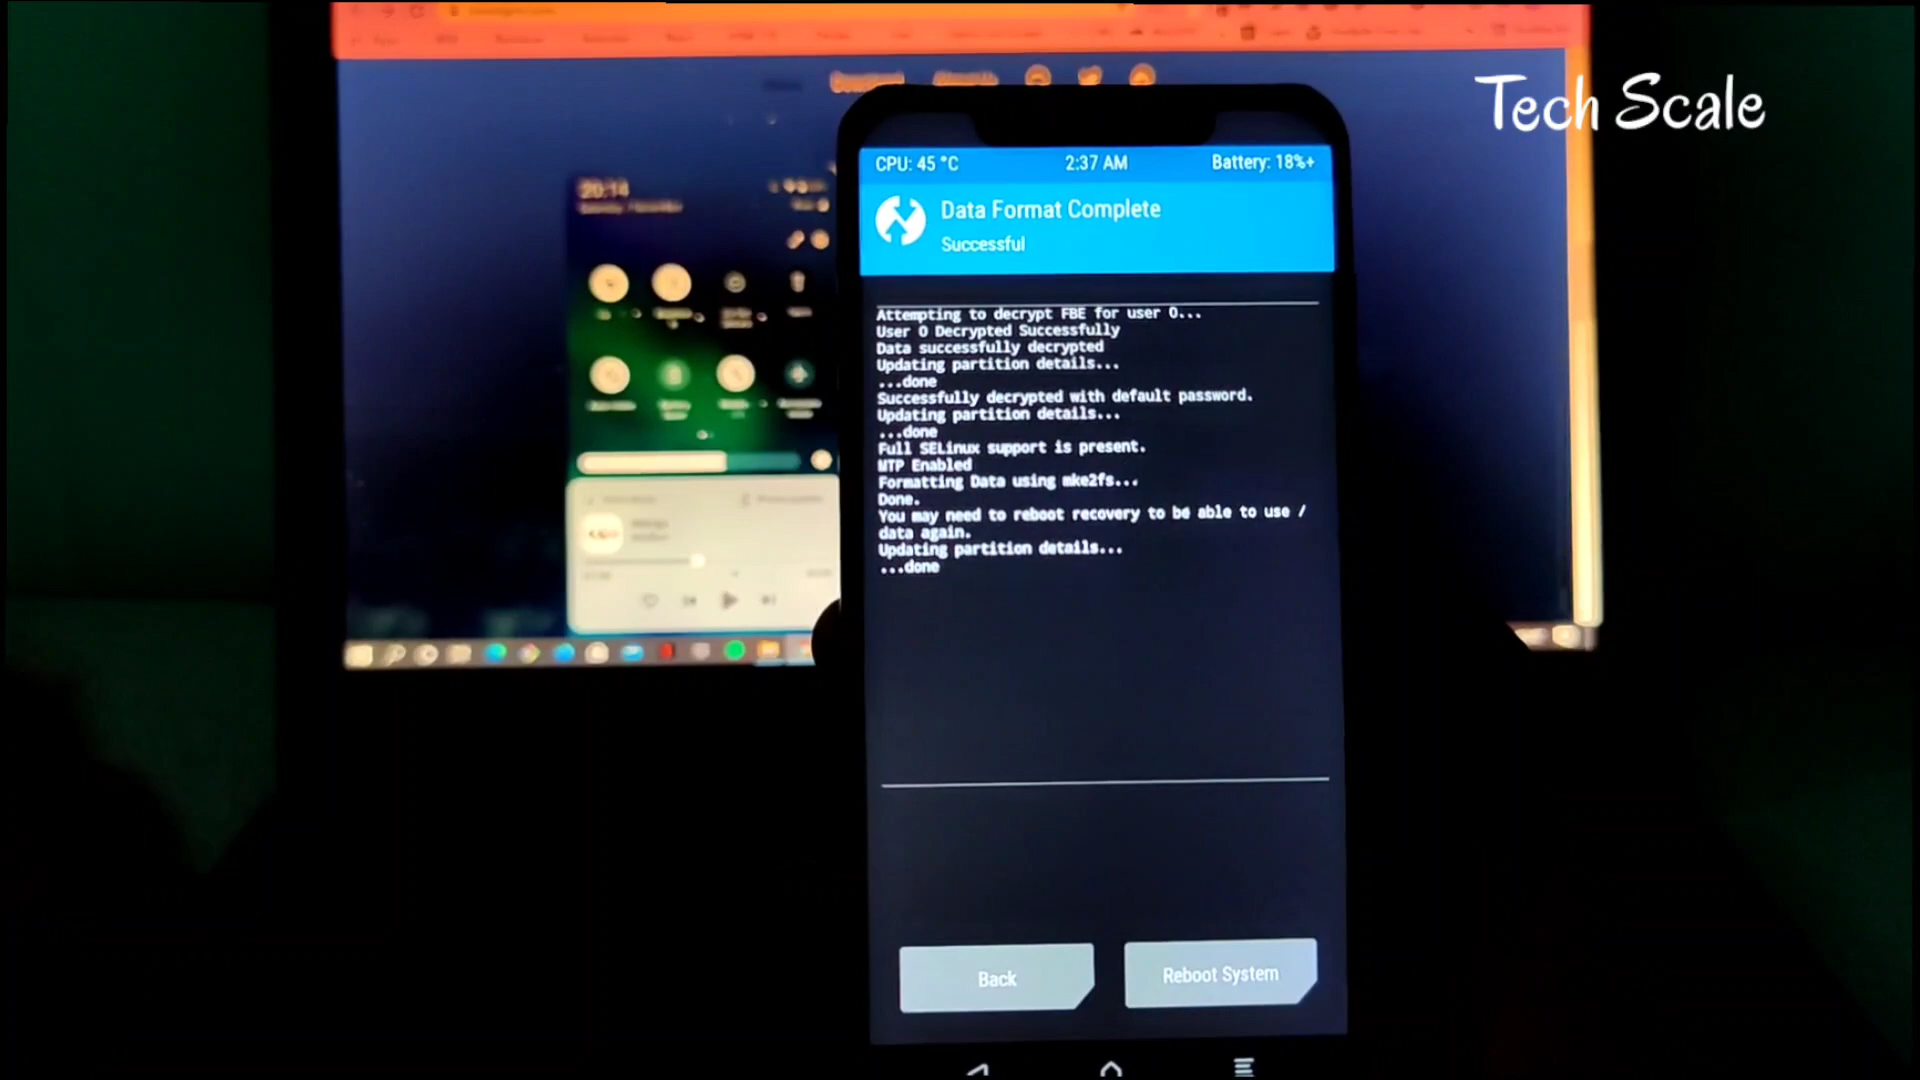 Tech Scale
CPU: 45 °C 2:37 AM Battery: 18%+
Data Format Complete
Successful
Attempting to decrypt FBE for user 0...
User 0 Decrypted Successfully
Data successfully decrypted
Updating partition details...
...done
Successfully decrypted with default password.
Updating partition details...
...done
Full SELinux support is present.
MTP Enabled
Formatting Data using mke2fs...
Done.
You may need to reboot recovery to be able to use /
data again.
Updating partition details...
...done
Back Reboot System
20:14